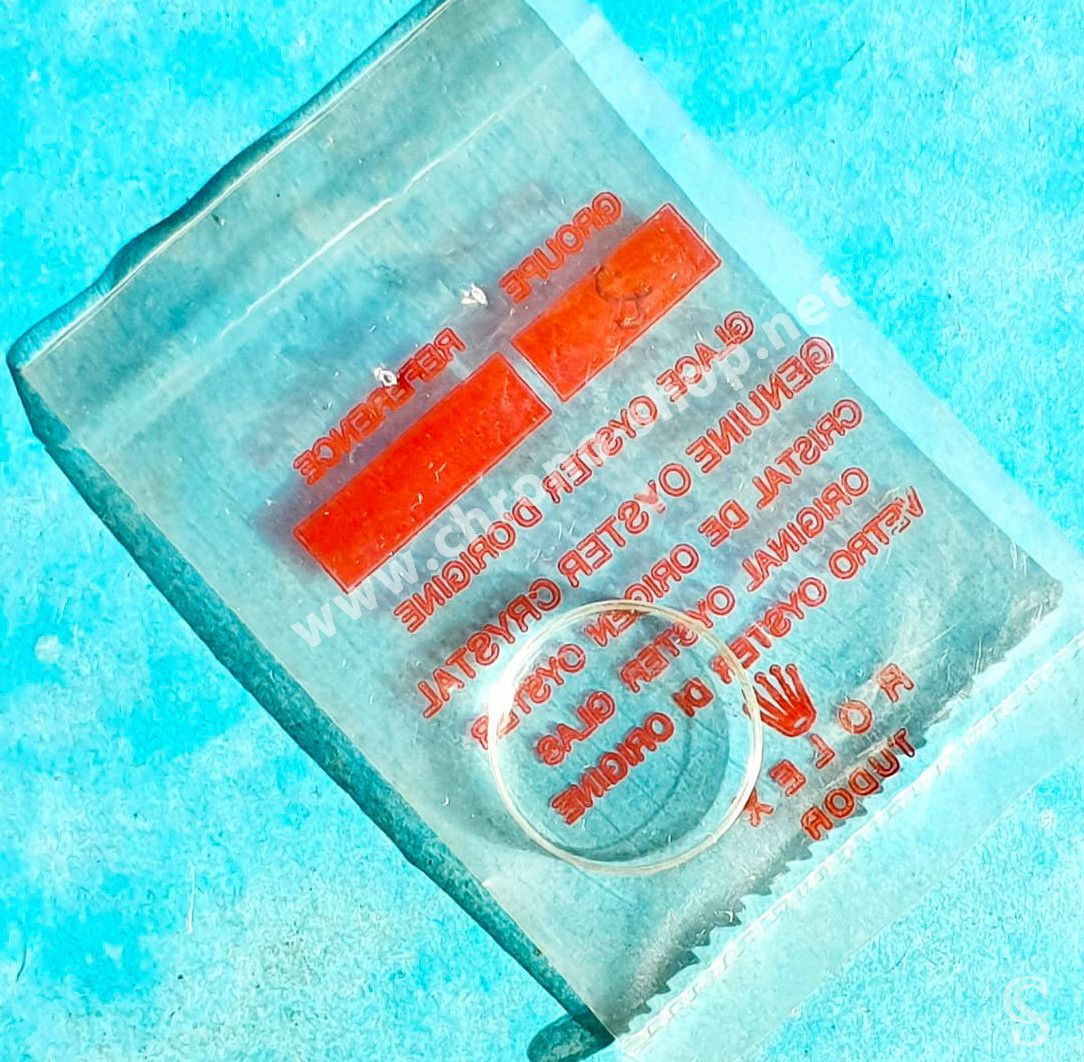 GROUPE
REFERENCE
GLACE OYSTER D'ORIGINE
GENUINE OYSTER CRYSTAL
CRISTAL DE ORIGEN OYSTER
ORIGINAL OYSTER GLAS
VETRO OYSTER DI ORIGINE
ROLEX
TUDOR
www.chronoshop.net